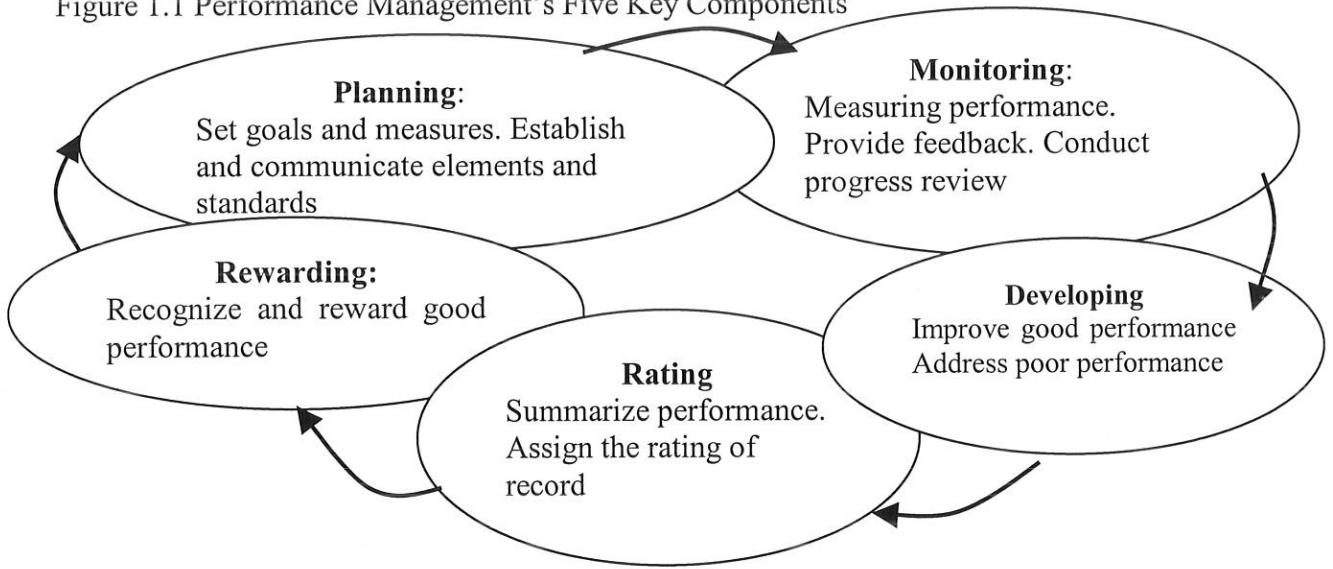 Figure 1.1 Performance Management's Five Key Components
Planning:
Set goals and measures. Establish
and communicate elements and
standards
Monitoring:
Measuring performance.
Provide feedback. Conduct
progress review
Developing
Improve good performance
Address poor performance
Rating
Summarize performance.
Assign the rating of
record
Rewarding:
Recognize and reward good
performance